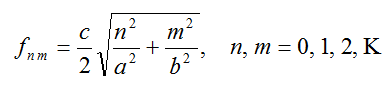 f_{nm} = \frac{c}{2} \sqrt{\frac{n^2}{a^2} + \frac{m^2}{b^2}}, n, m = 0, 1, 2, K